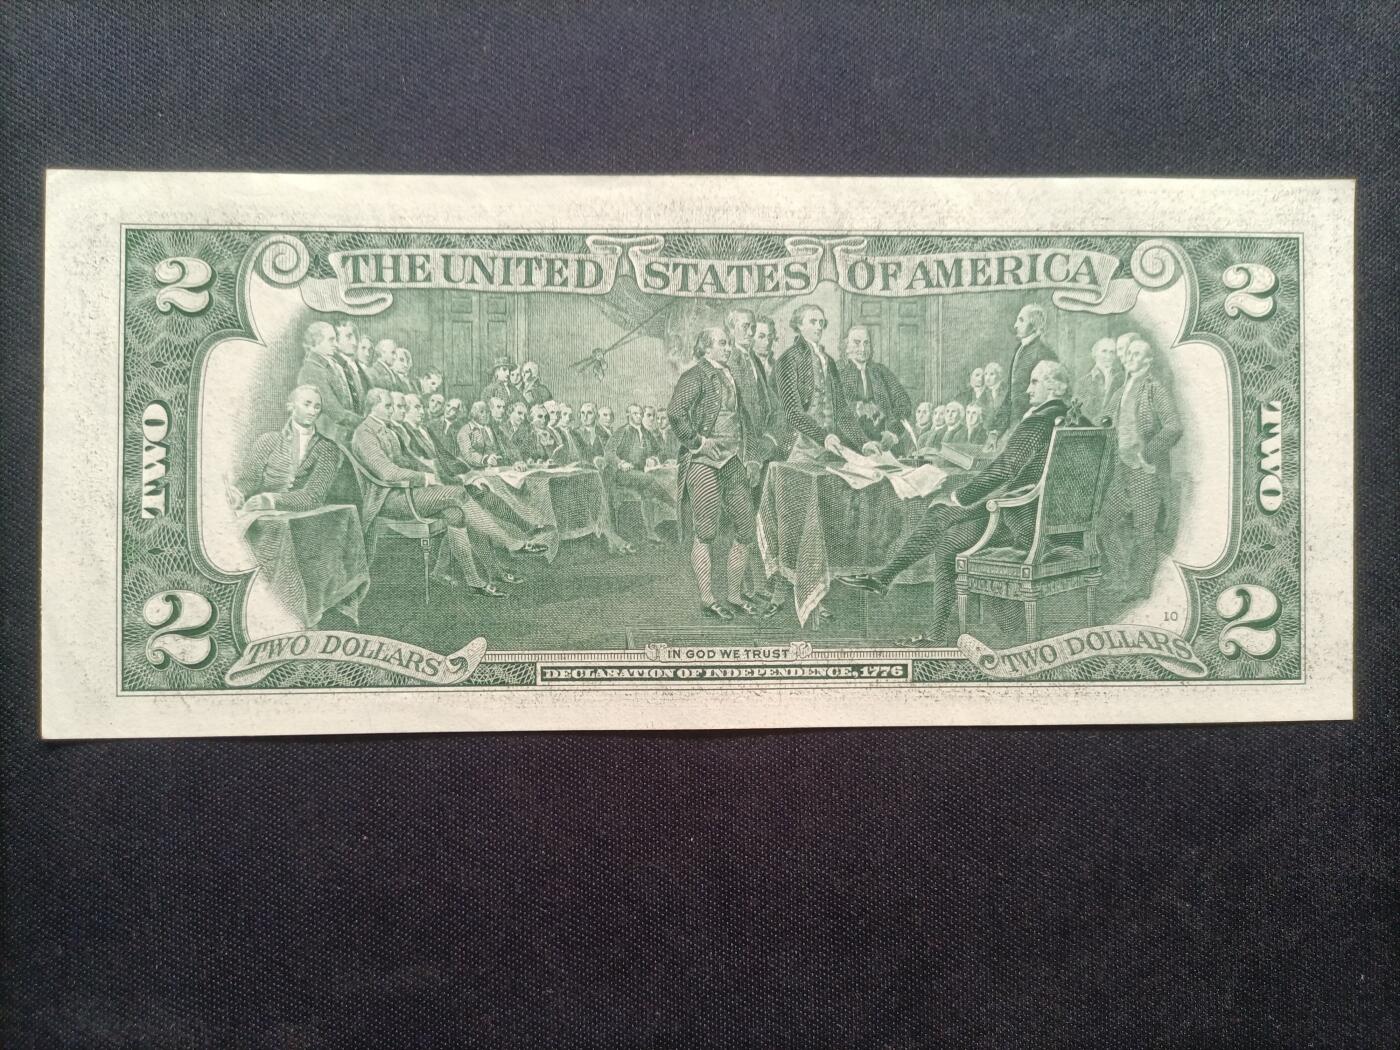 THE UNITED STATES OF AMERICA
2 2
TWO TWO
10
2 2
TWO DOLLARS IN GOD WE TRUST TWO DOLLARS
DECLARATION OF INDEPENDENCE, 1776